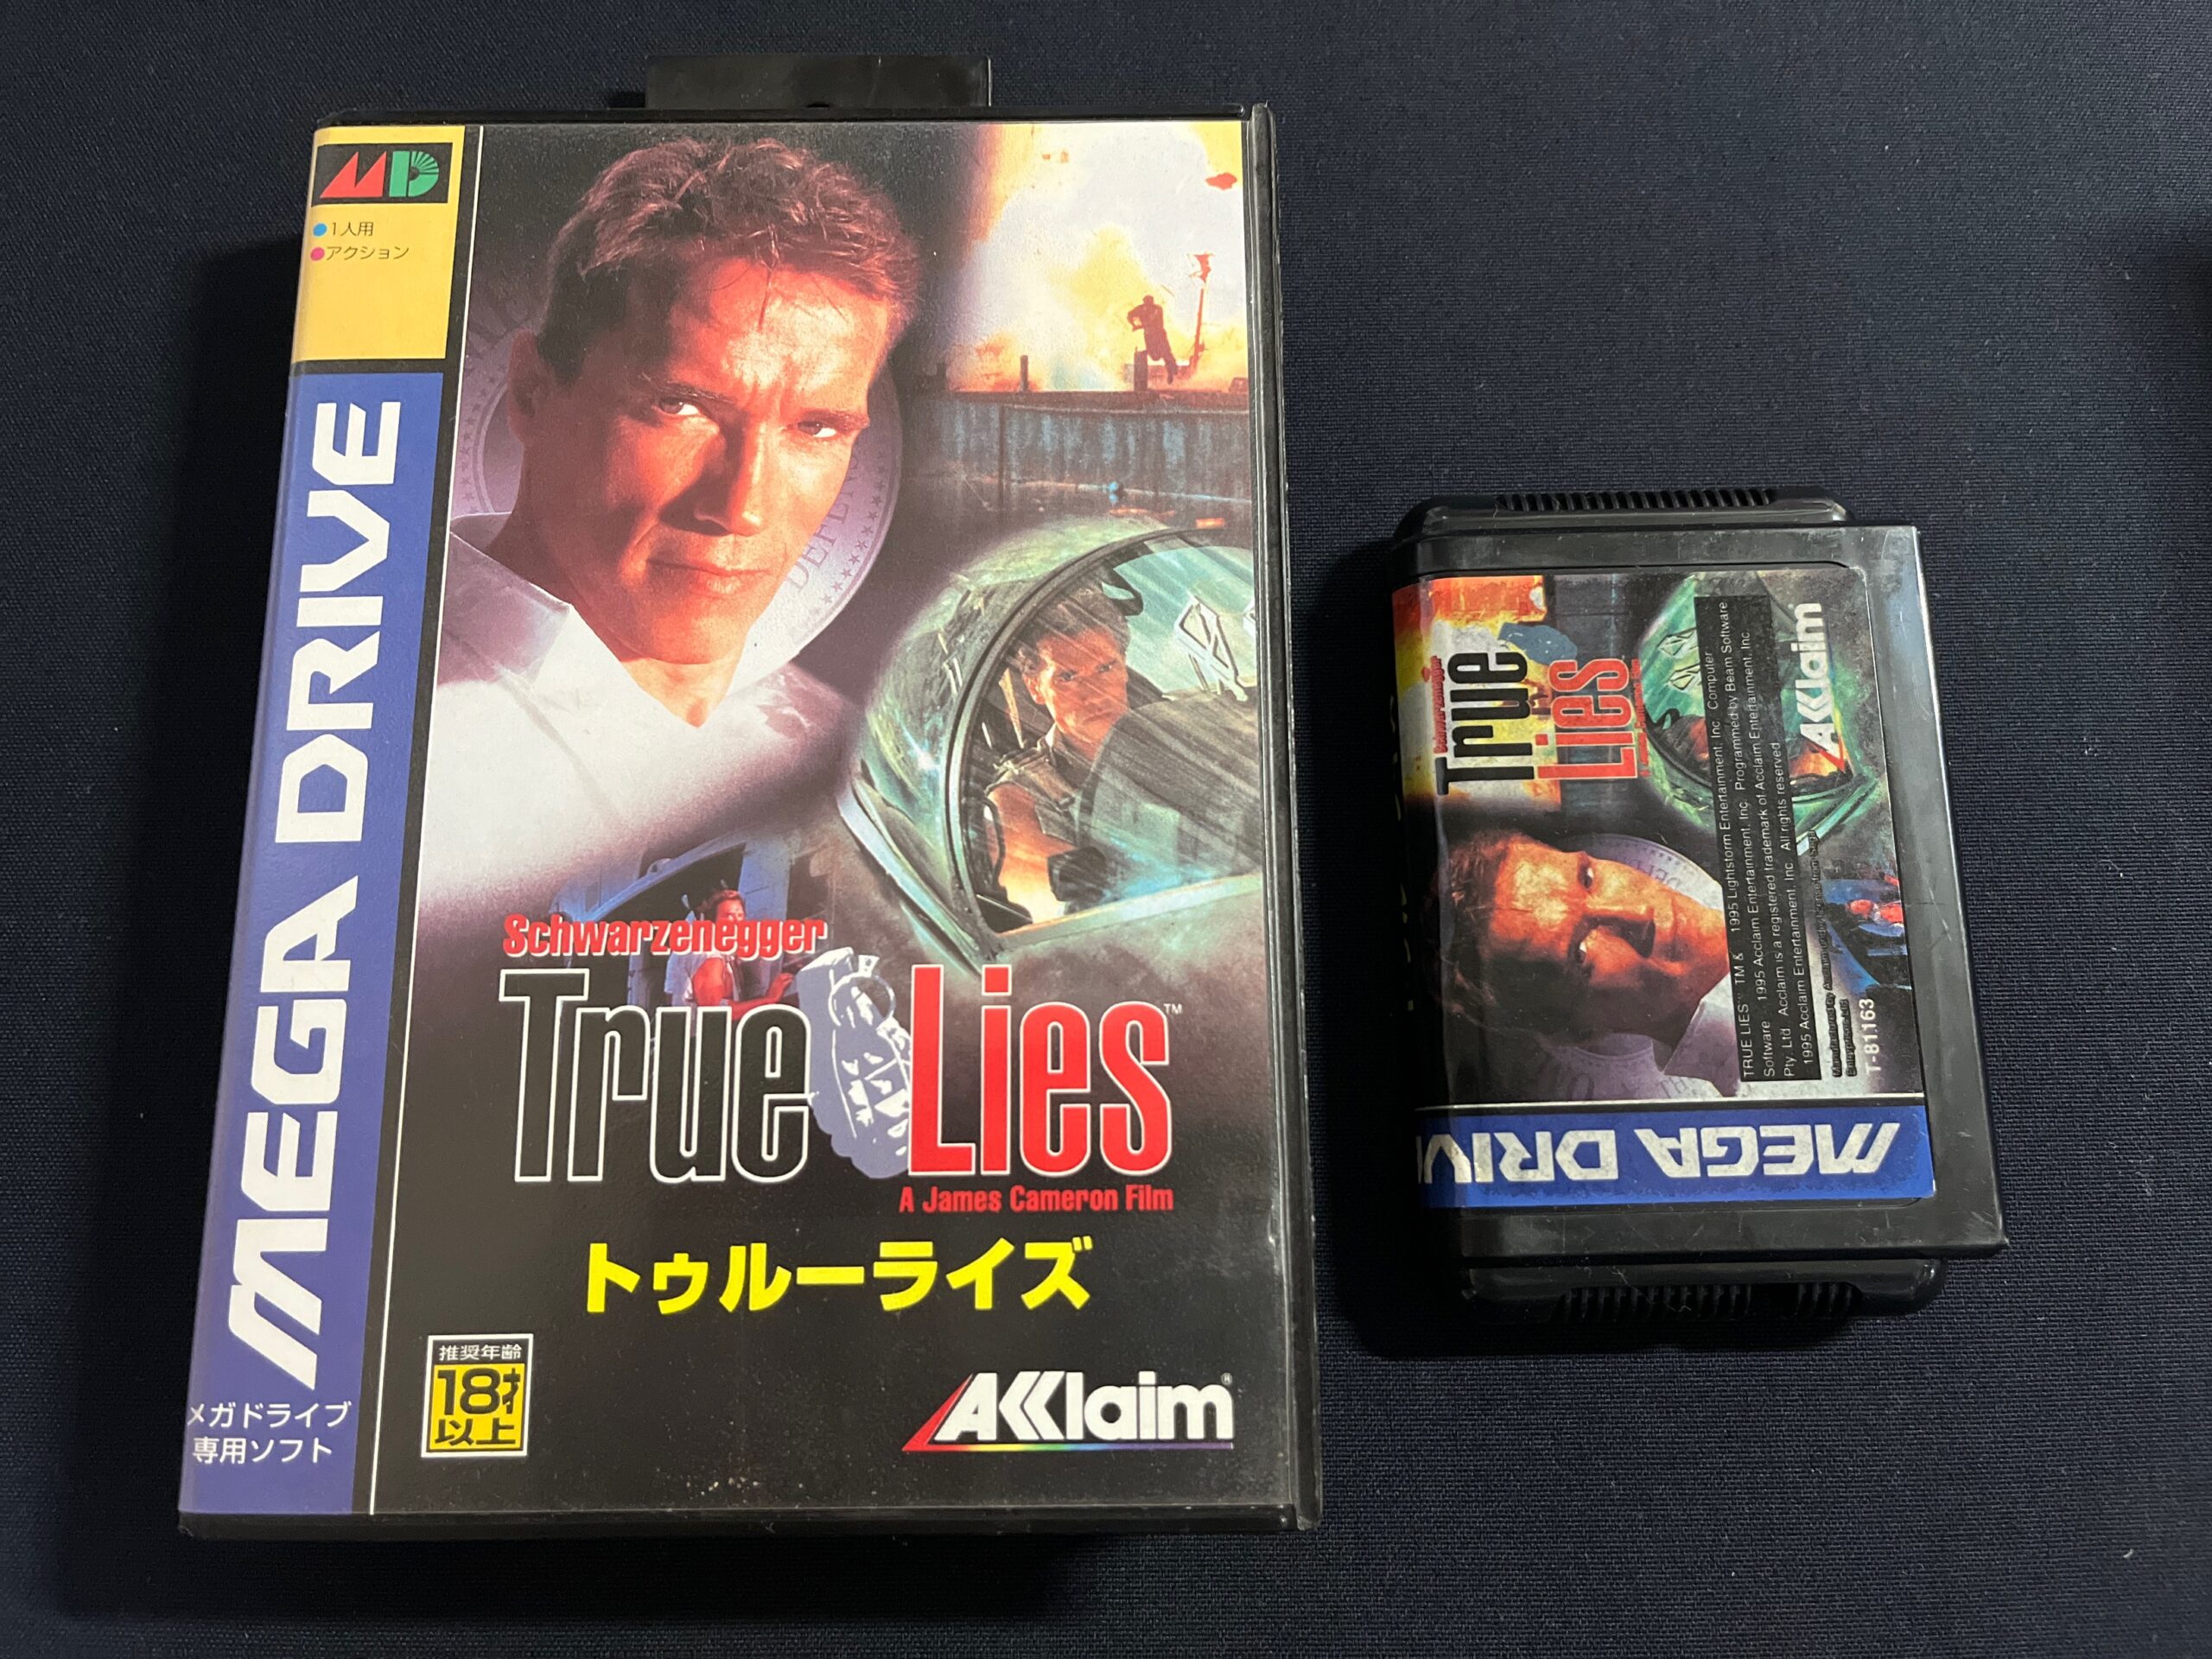 MD
●1人用
●アクション
MEGA DRIVE
メガドライブ
専用ソフト
DEFENSE
Schwarzenegger
True Lies™
A James Cameron Film
トゥルーライズ
推奨年齢
18才
以上
AKKlaim®
Schwarzenegger
True
Lies
TRUE LIES TM & 1995 Lightstorm Entertainment, Inc. Computer
Software 1995 Acclaim Entertainment, Inc. Programmed by Beam Software
Pty. Ltd. Acclaim is a registered trademark of Acclaim Entertainment, Inc.
1995 Acclaim Entertainment, Inc. All rights reserved
T-81163
AKKlaim
MEGA DRIV